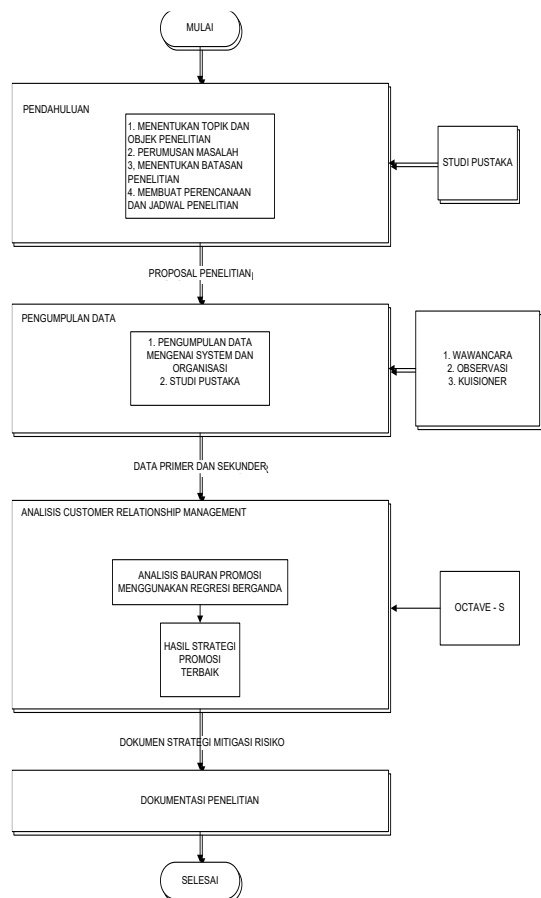 MULAI
PENDAHULUAN
1. MENENTUKAN TOPIK DAN
OBJEK PENELITIAN
2. PERUMUSAN MASALAH
3, MENENTUKAN BATASAN
PENELITIAN
4. MEMBUAT PERENCANAAN
DAN JADWAL PENELITIAN
STUDI PUSTAKA
PROPOSAL PENELITIAN
PENGUMPULAN DATA
1. PENGUMPULAN DATA
MENGENAI SYSTEM DAN
ORGANISASI
2. STUDI PUSTAKA
1. WAWANCARA
2. OBSERVASI
3. KUISIONER
DATA PRIMER DAN SEKUNDER
ANALISIS CUSTOMER RELATIONSHIP MANAGEMENT
ANALISIS BAURAN PROMOSI
MENGGUNAKAN REGRESI BERGANDA
HASIL STRATEGI
PROMOSI
TERBAIK
OCTAVE - S
DOKUMEN STRATEGI MITIGASI RISIKO
DOKUMENTASI PENELITIAN
SELESAI